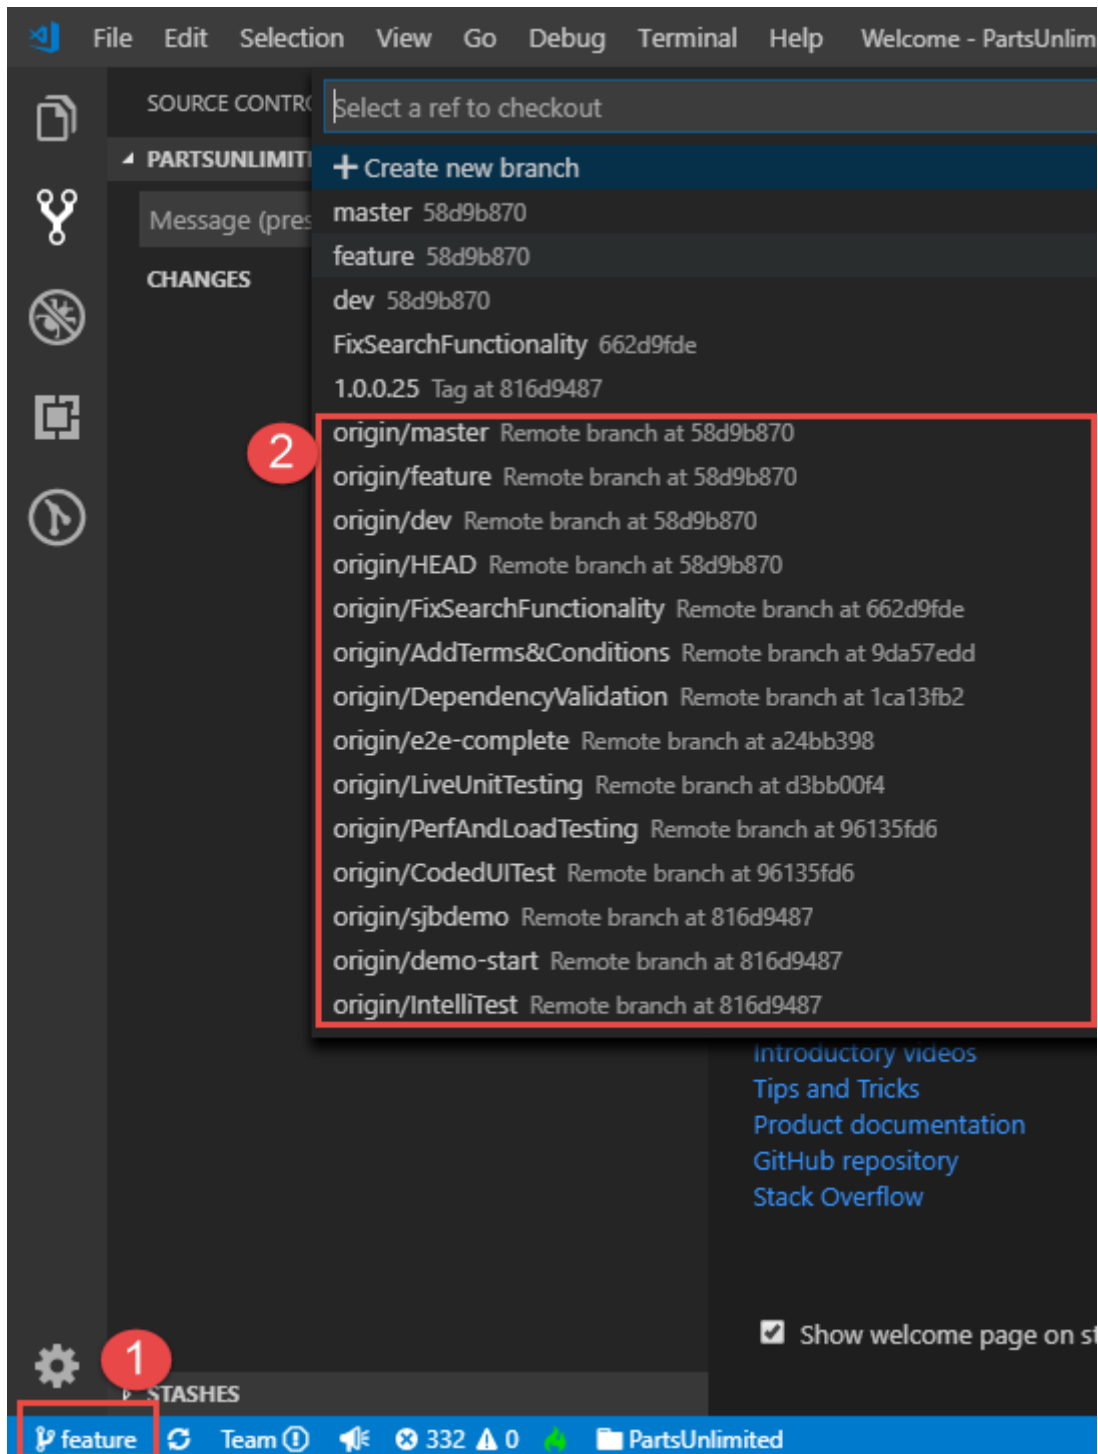 File Edit Selection View Go Debug Terminal Help Welcome - PartsUnlim
SOURCE CONTRO
Select a ref to checkout
PARTSUNLIMIT
+ Create new branch
Message (pres
master 58d9b870
feature 58d9b870
CHANGES
dev 58d9b870
FixSearchFunctionality 662d9fde
1.0.0.25 Tag at 816d9487
2
origin/master Remote branch at 58d9b870
origin/feature Remote branch at 58d9b870
origin/dev Remote branch at 58d9b870
origin/HEAD Remote branch at 58d9b870
origin/FixSearchFunctionality Remote branch at 662d9fde
origin/AddTerms&Conditions Remote branch at 9da57edd
origin/DependencyValidation Remote branch at 1ca13fb2
origin/e2e-complete Remote branch at a24bb398
origin/LiveUnitTesting Remote branch at d3bb00f4
origin/PerfAndLoadTesting Remote branch at 96135fd6
origin/CodedUITest Remote branch at 96135fd6
origin/sjbdemo Remote branch at 816d9487
origin/demo-start Remote branch at 816d9487
origin/IntelliTest Remote branch at 816d9487
Introductory videos
Tips and Tricks
Product documentation
GitHub repository
Stack Overflow
Show welcome page on st
1
STASHES
feature Team 332 0 PartsUnlimited